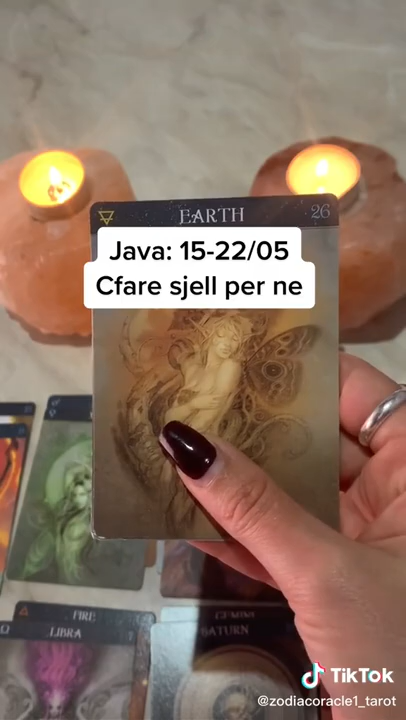 EARTH
26
Java: 15-22/05
Cfare sjell per ne
FIRE
LIBRA
GEMINI
SATURN
TikTok
@zodiacoracle1_tarot